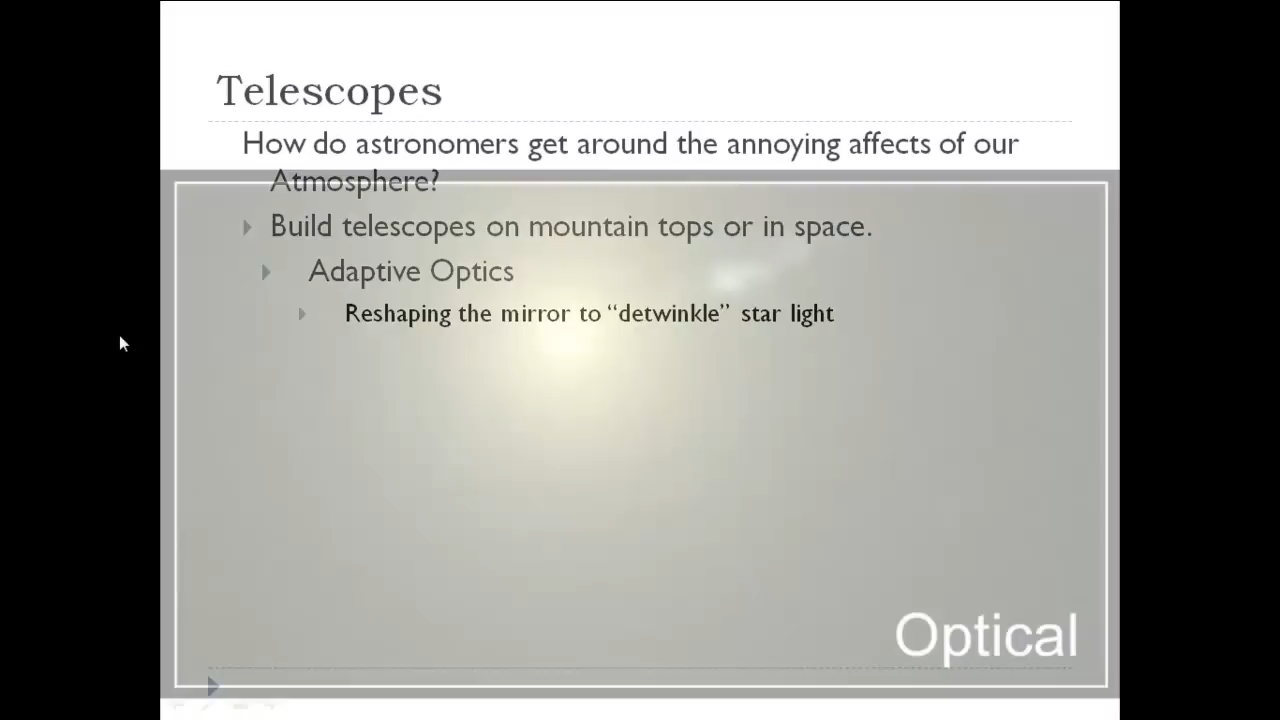 Telescopes
How do astronomers get around the annoying affects of our
Atmosphere?
Build telescopes on mountain tops or in space.
Adaptive Optics
Reshaping the mirror to “detwinkle” star light
Optical